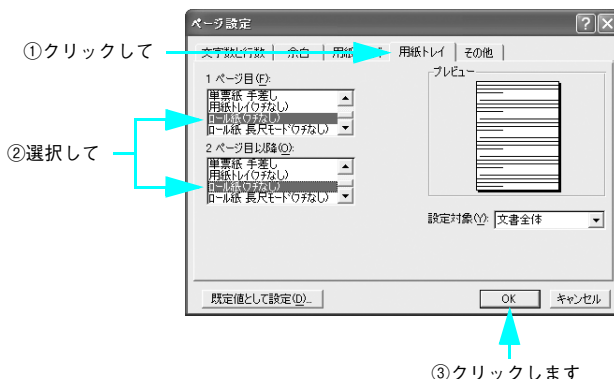 ページ設定
①クリックして
文字数と行数
余白
用紙トレイ
その他
1 ページ目(F):
単票紙 手差し
用紙トレイ(フチなし)
ロール紙(フチなし)
ロール紙 長尺モード(フチなし)
プレビュー
②選択して
2 ページ目以降(O):
単票紙 手差し
用紙トレイ(フチなし)
ロール紙(フチなし)
ロール紙 長尺モード(フチなし)
設定対象(Y):
文書全体
既定値として設定(D)...
OK
キャンセル
③クリックします